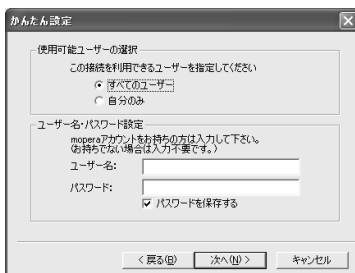 かんたん設定
使用可能ユーザーの選択
この接続を利用できるユーザーを指定してください
すべてのユーザー
自分のみ
ユーザー名・パスワード設定
moperaアカウントをお持ちの方は入力して下さい。
(お持ちでない場合は入力不要です。)
ユーザー名:
パスワード:
パスワードを保存する
< 戻る(B)
次へ(N) >
キャンセル